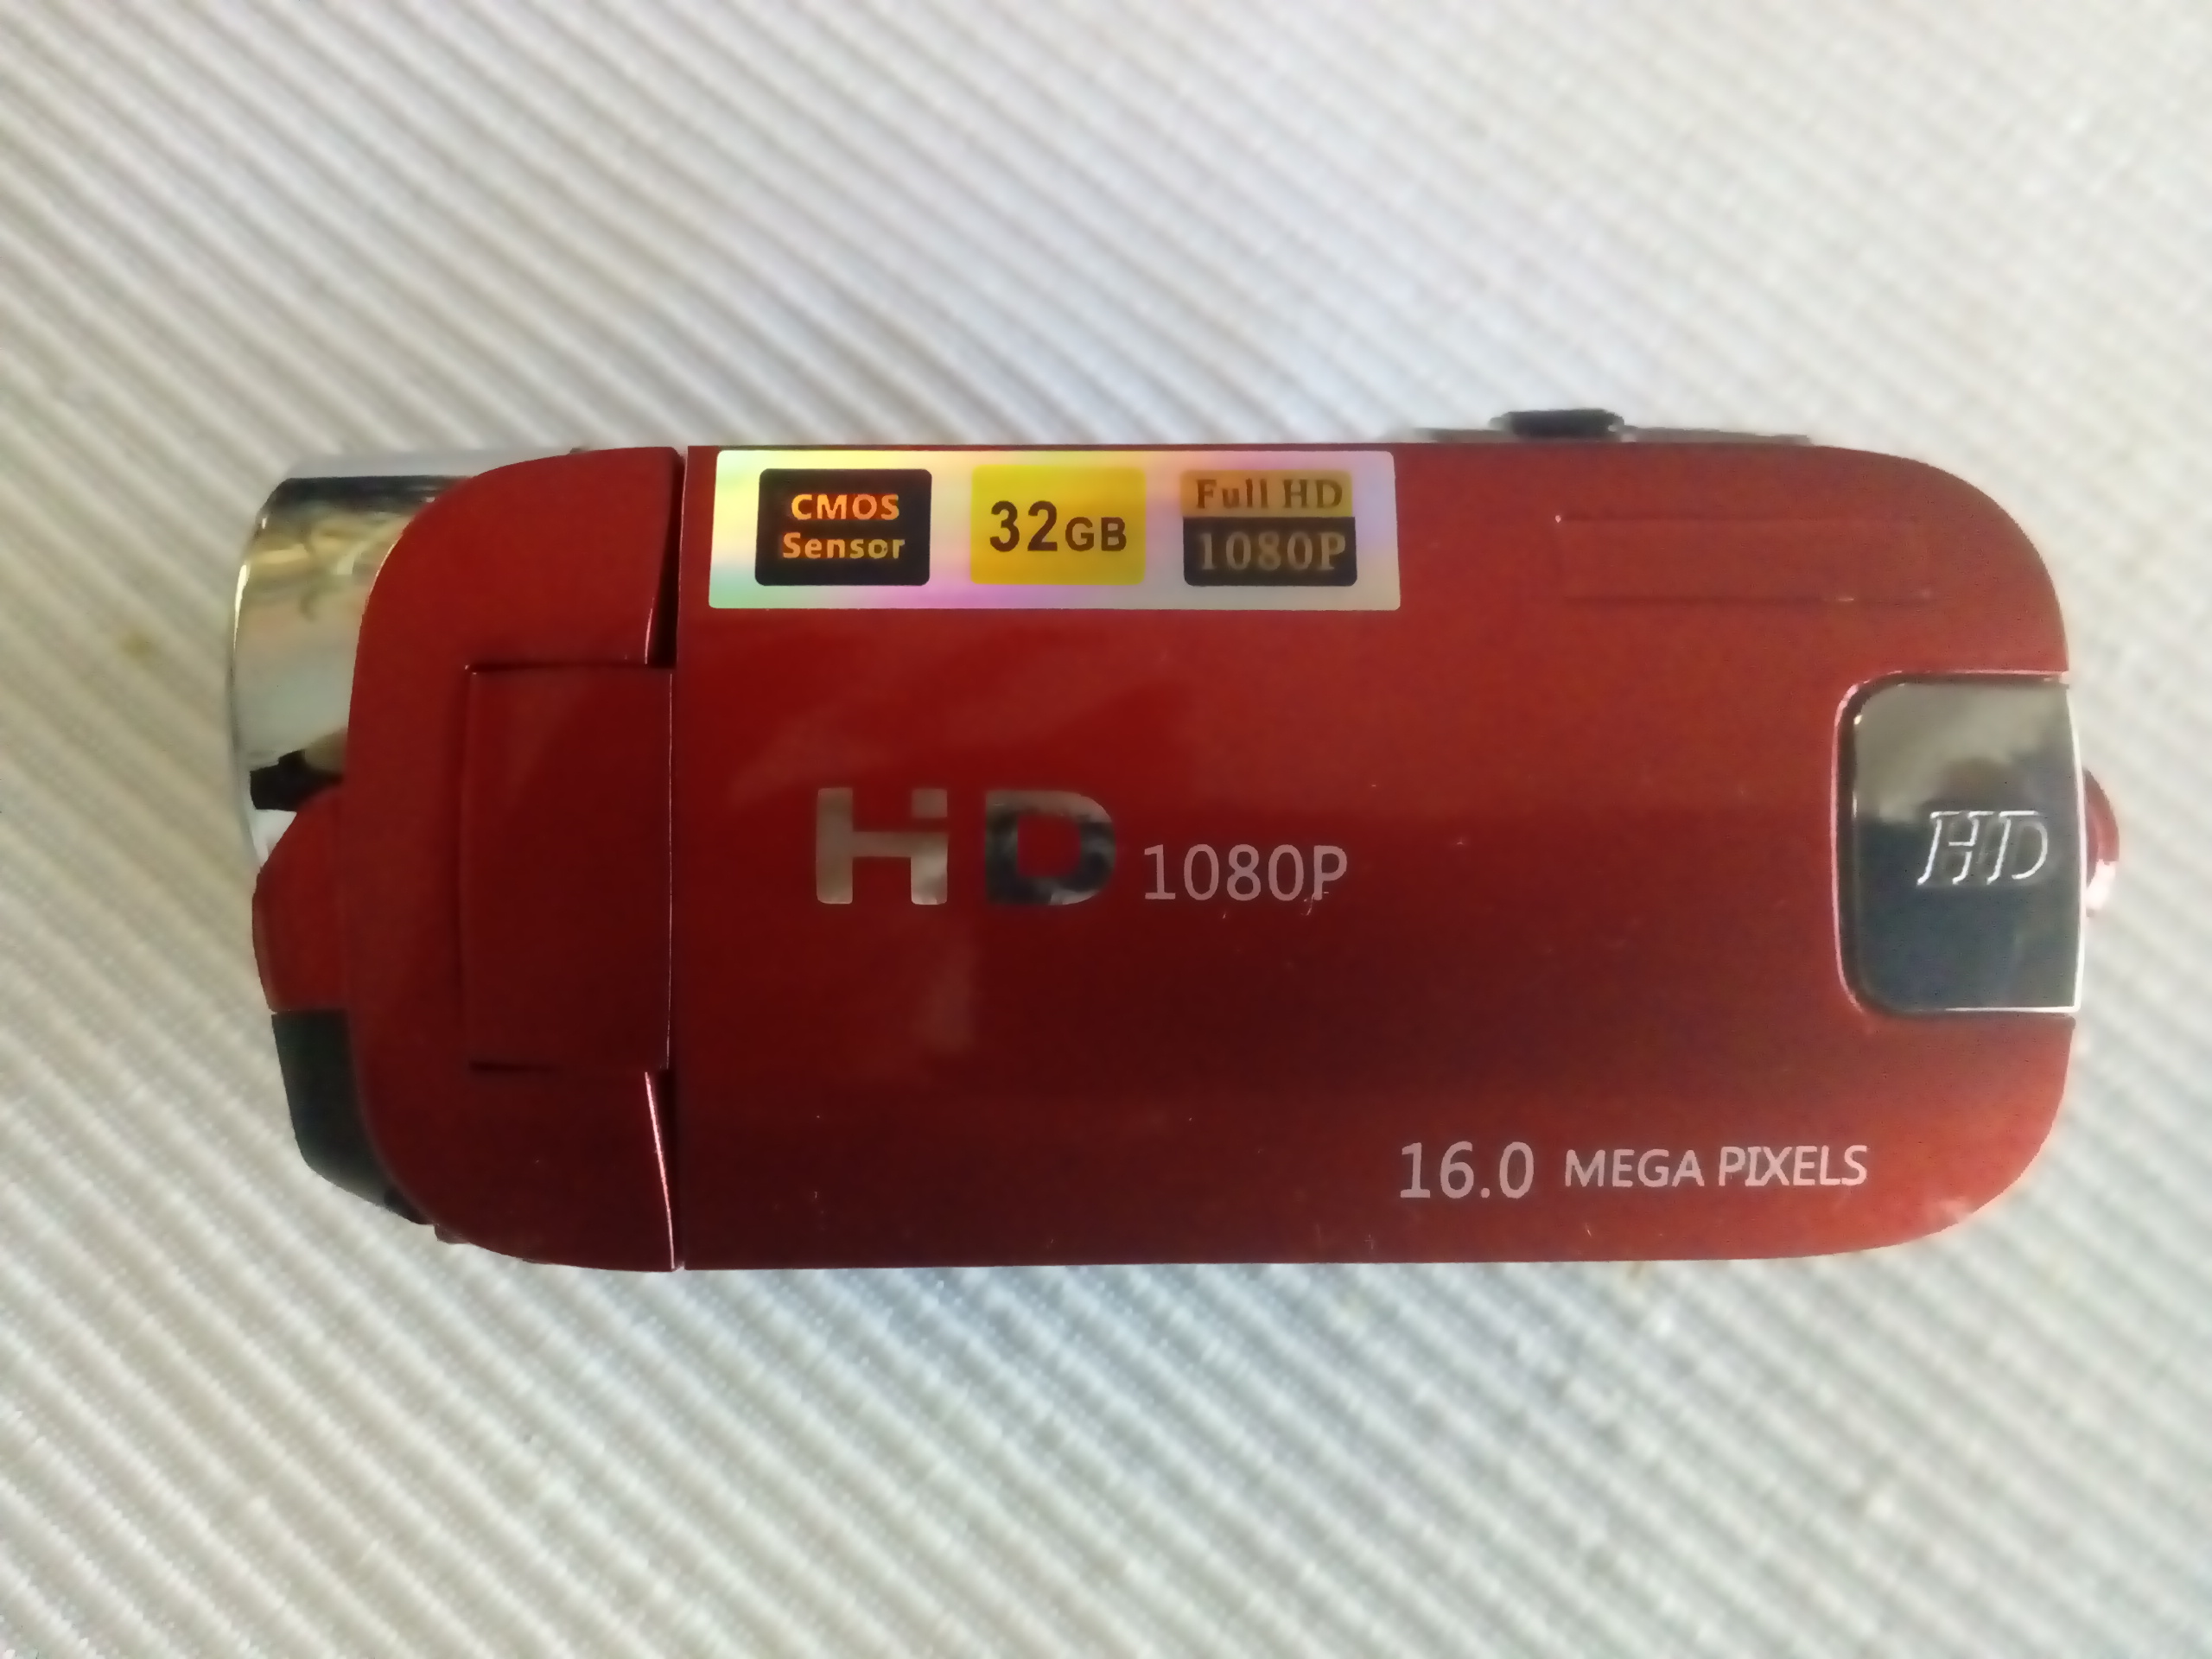 CMOS
Sensor
32GB
Full HD
1080P
HD 1080P
HD
16.0 MEGA PIXELS